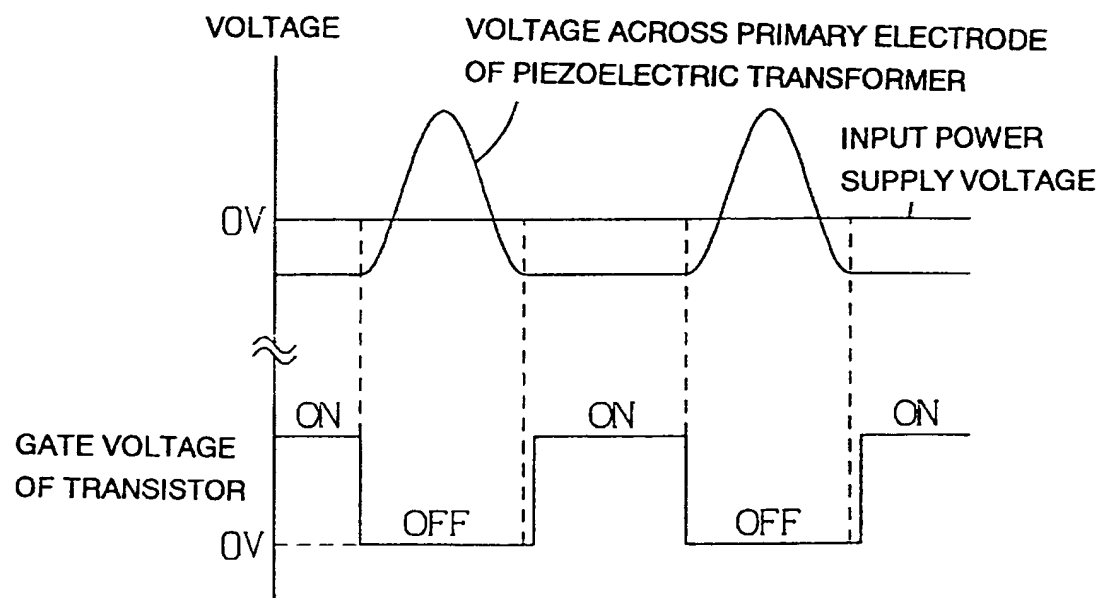 VOLTAGE
VOLTAGE ACROSS PRIMARY ELECTRODE
OF PIEZOELECTRIC TRANSFORMER
INPUT POWER
SUPPLY VOLTAGE
0V
ON
ON
ON
GATE VOLTAGE
OF TRANSISTOR
OFF
OFF
0V